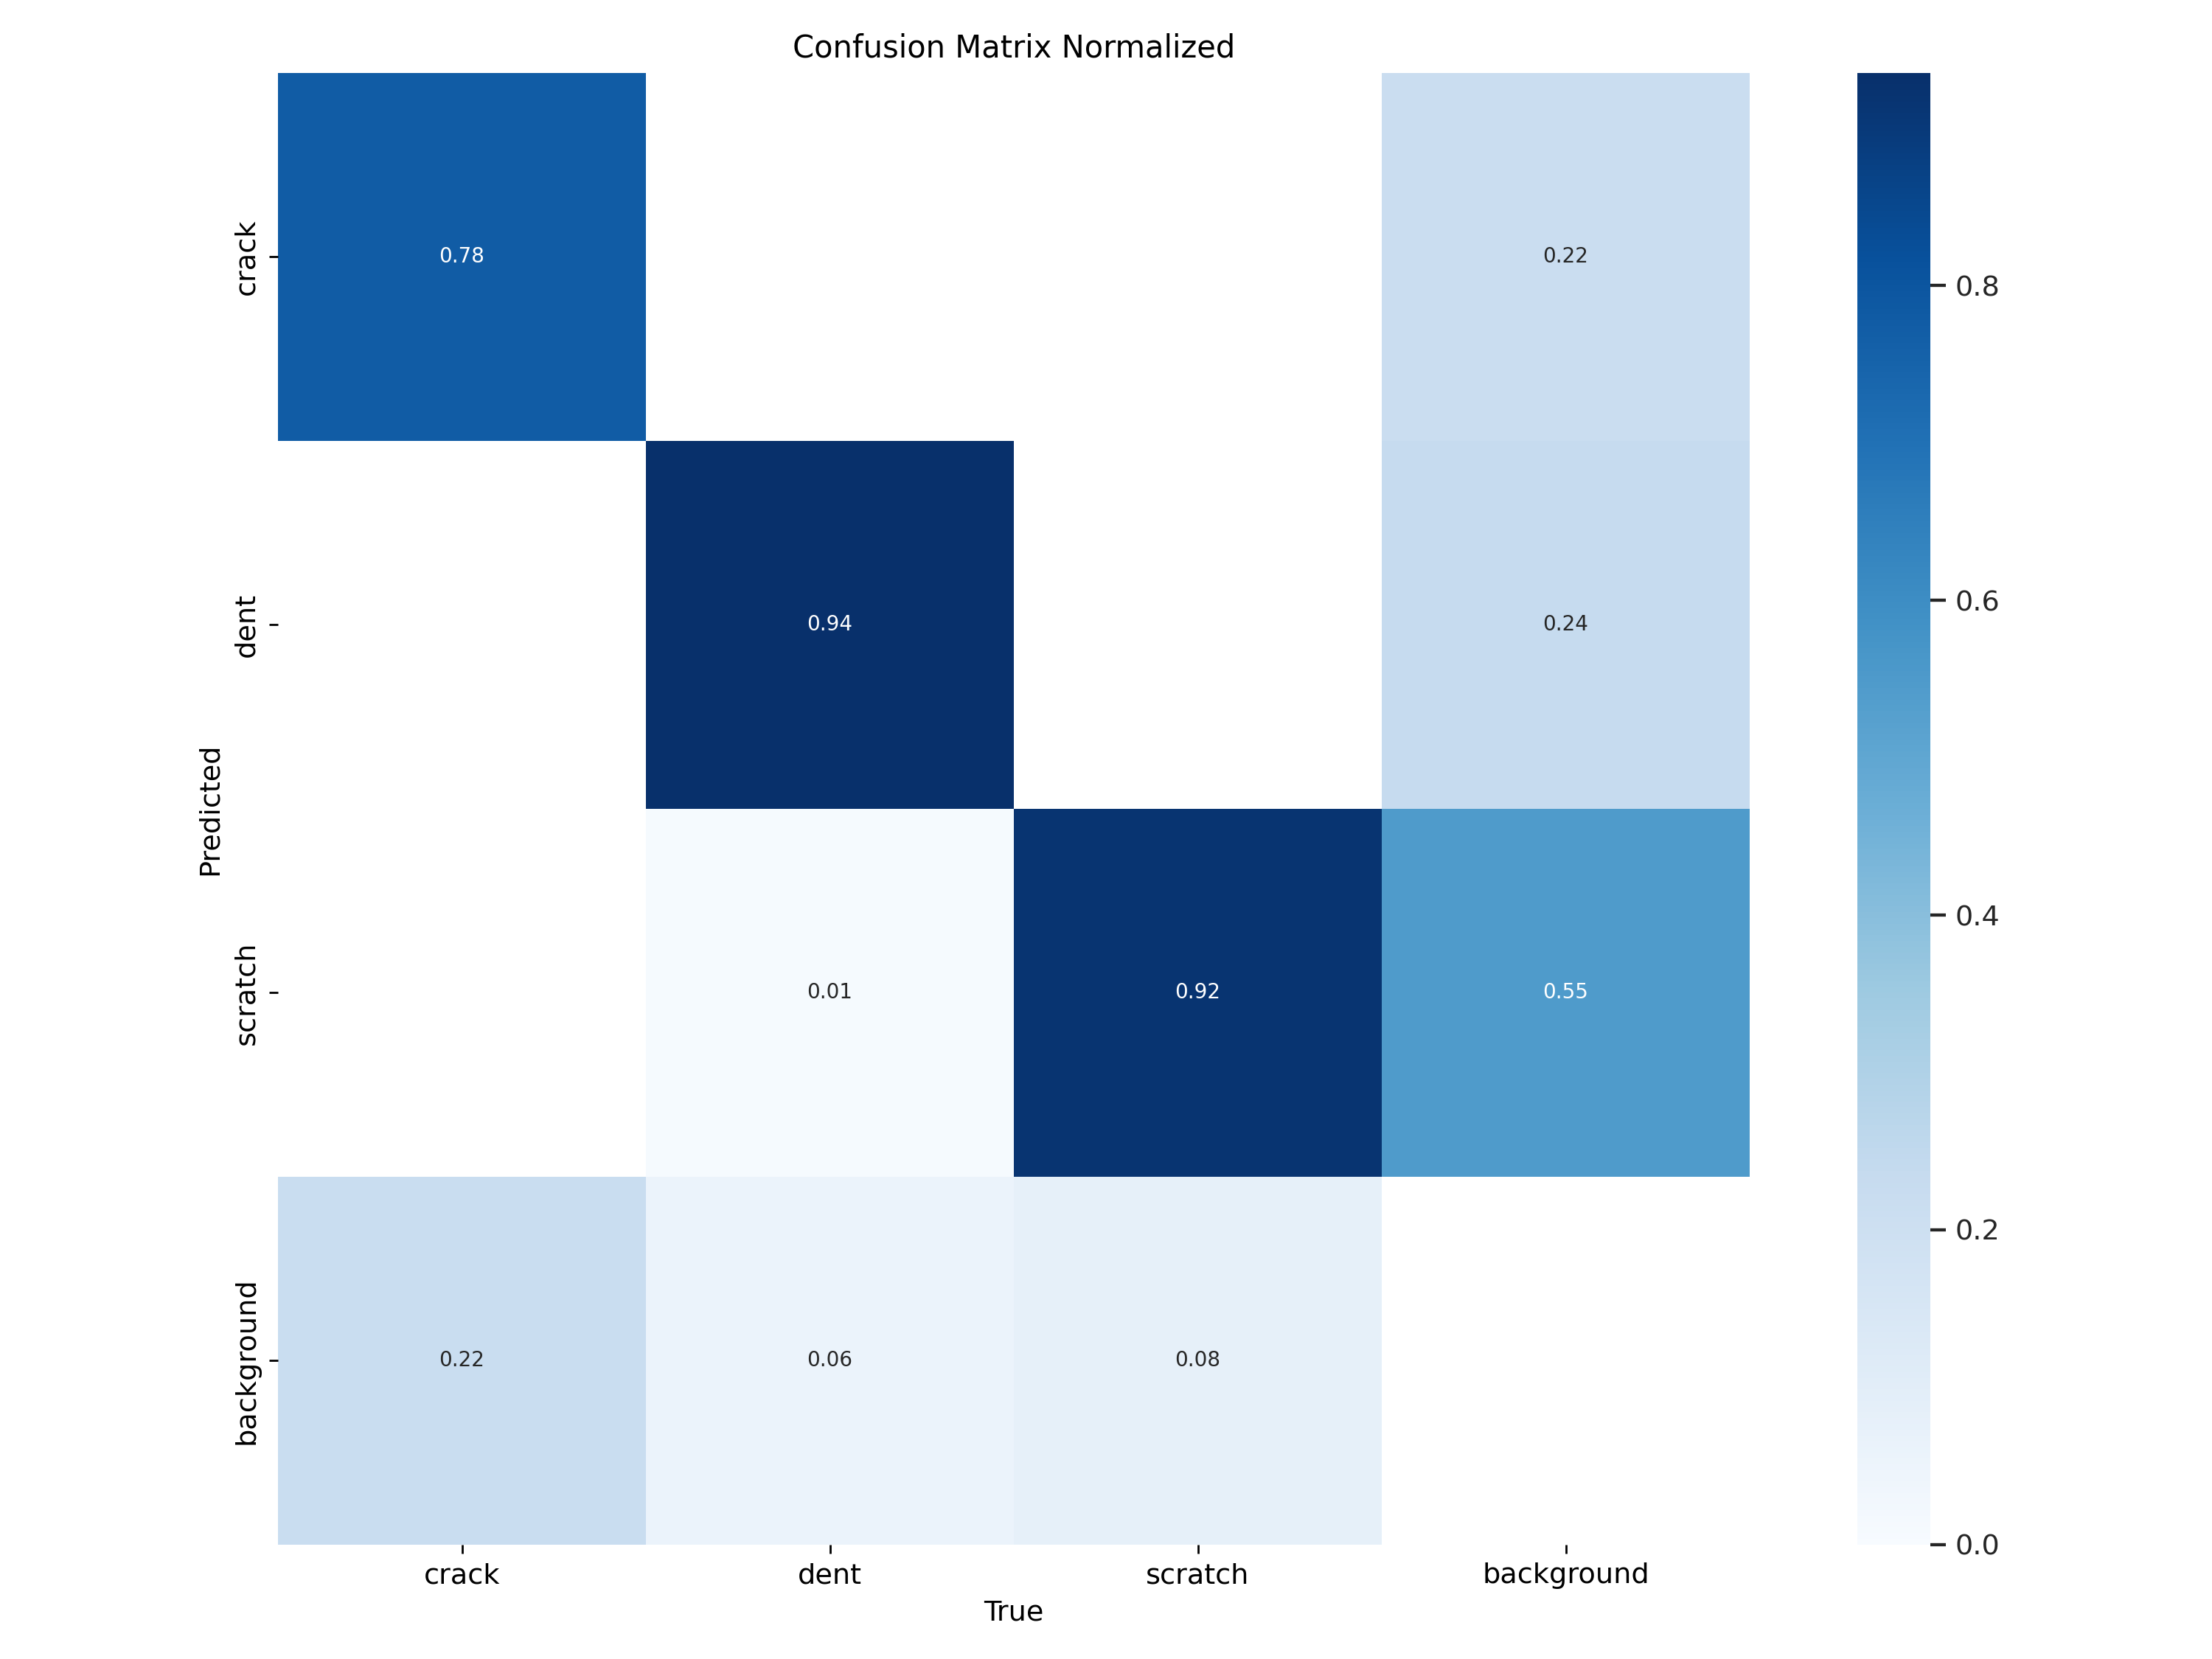 Confusion Matrix Normalized
crack
0.78
0.22
0.8
dent
0.94
0.24
0.6
Predicted
scratch
0.01
0.92
0.55
0.4
background
0.22
0.06
0.08
0.2
0.0
crack
dent
scratch
background
True